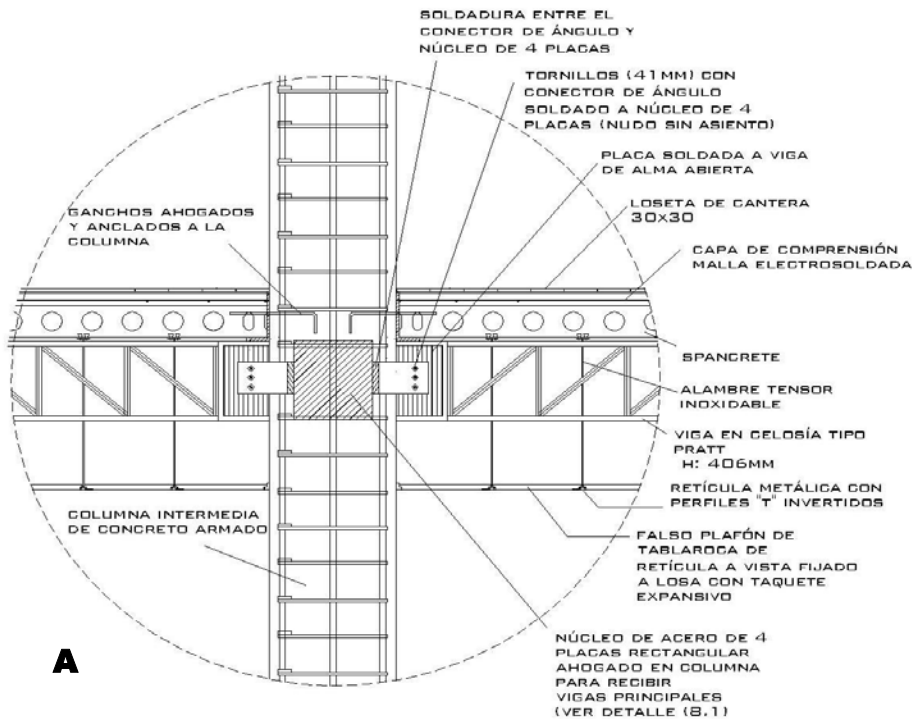 SOLDADURA ENTRE EL
CONECTOR DE ÁNGULO Y
NÚCLEO DE 4 PLACAS
TORNILLOS (41MM) CON
CONECTOR DE ÁNGULO
SOLDADO A NÚCLEO DE 4
PLACAS (NUDO SIN ASIENTO)
PLACA SOLDADA A VIGA
DE ALMA ABIERTA
LOSETA DE CANTERA
30x30
CAPA DE COMPRENSIÓN
MALLA ELECTROSOLDADA
GANCHOS AHOGADOS
Y ANCLADOS A LA
COLUMNA
SPANCRETE
ALAMBRE TENSOR
INOXIDABLE
VIGA EN CELOSÍA TIPO
PRATT
H: 406MM
RETÍCULA METÁLICA CON
PERFILES "T" INVERTIDOS
COLUMNA INTERMEDIA
DE CONCRETO ARMADO
FALSO PLAFÓN DE
TABLAROCA DE
RETÍCULA A VISTA FIJADO
A LOSA CON TAQUETE
EXPANSIVO
NÚCLEO DE ACERO DE 4
PLACAS RECTANGULAR
AHOGADO EN COLUMNA
PARA RECIBIR
VIGAS PRINCIPALES
(VER DETALLE (8,1)
A